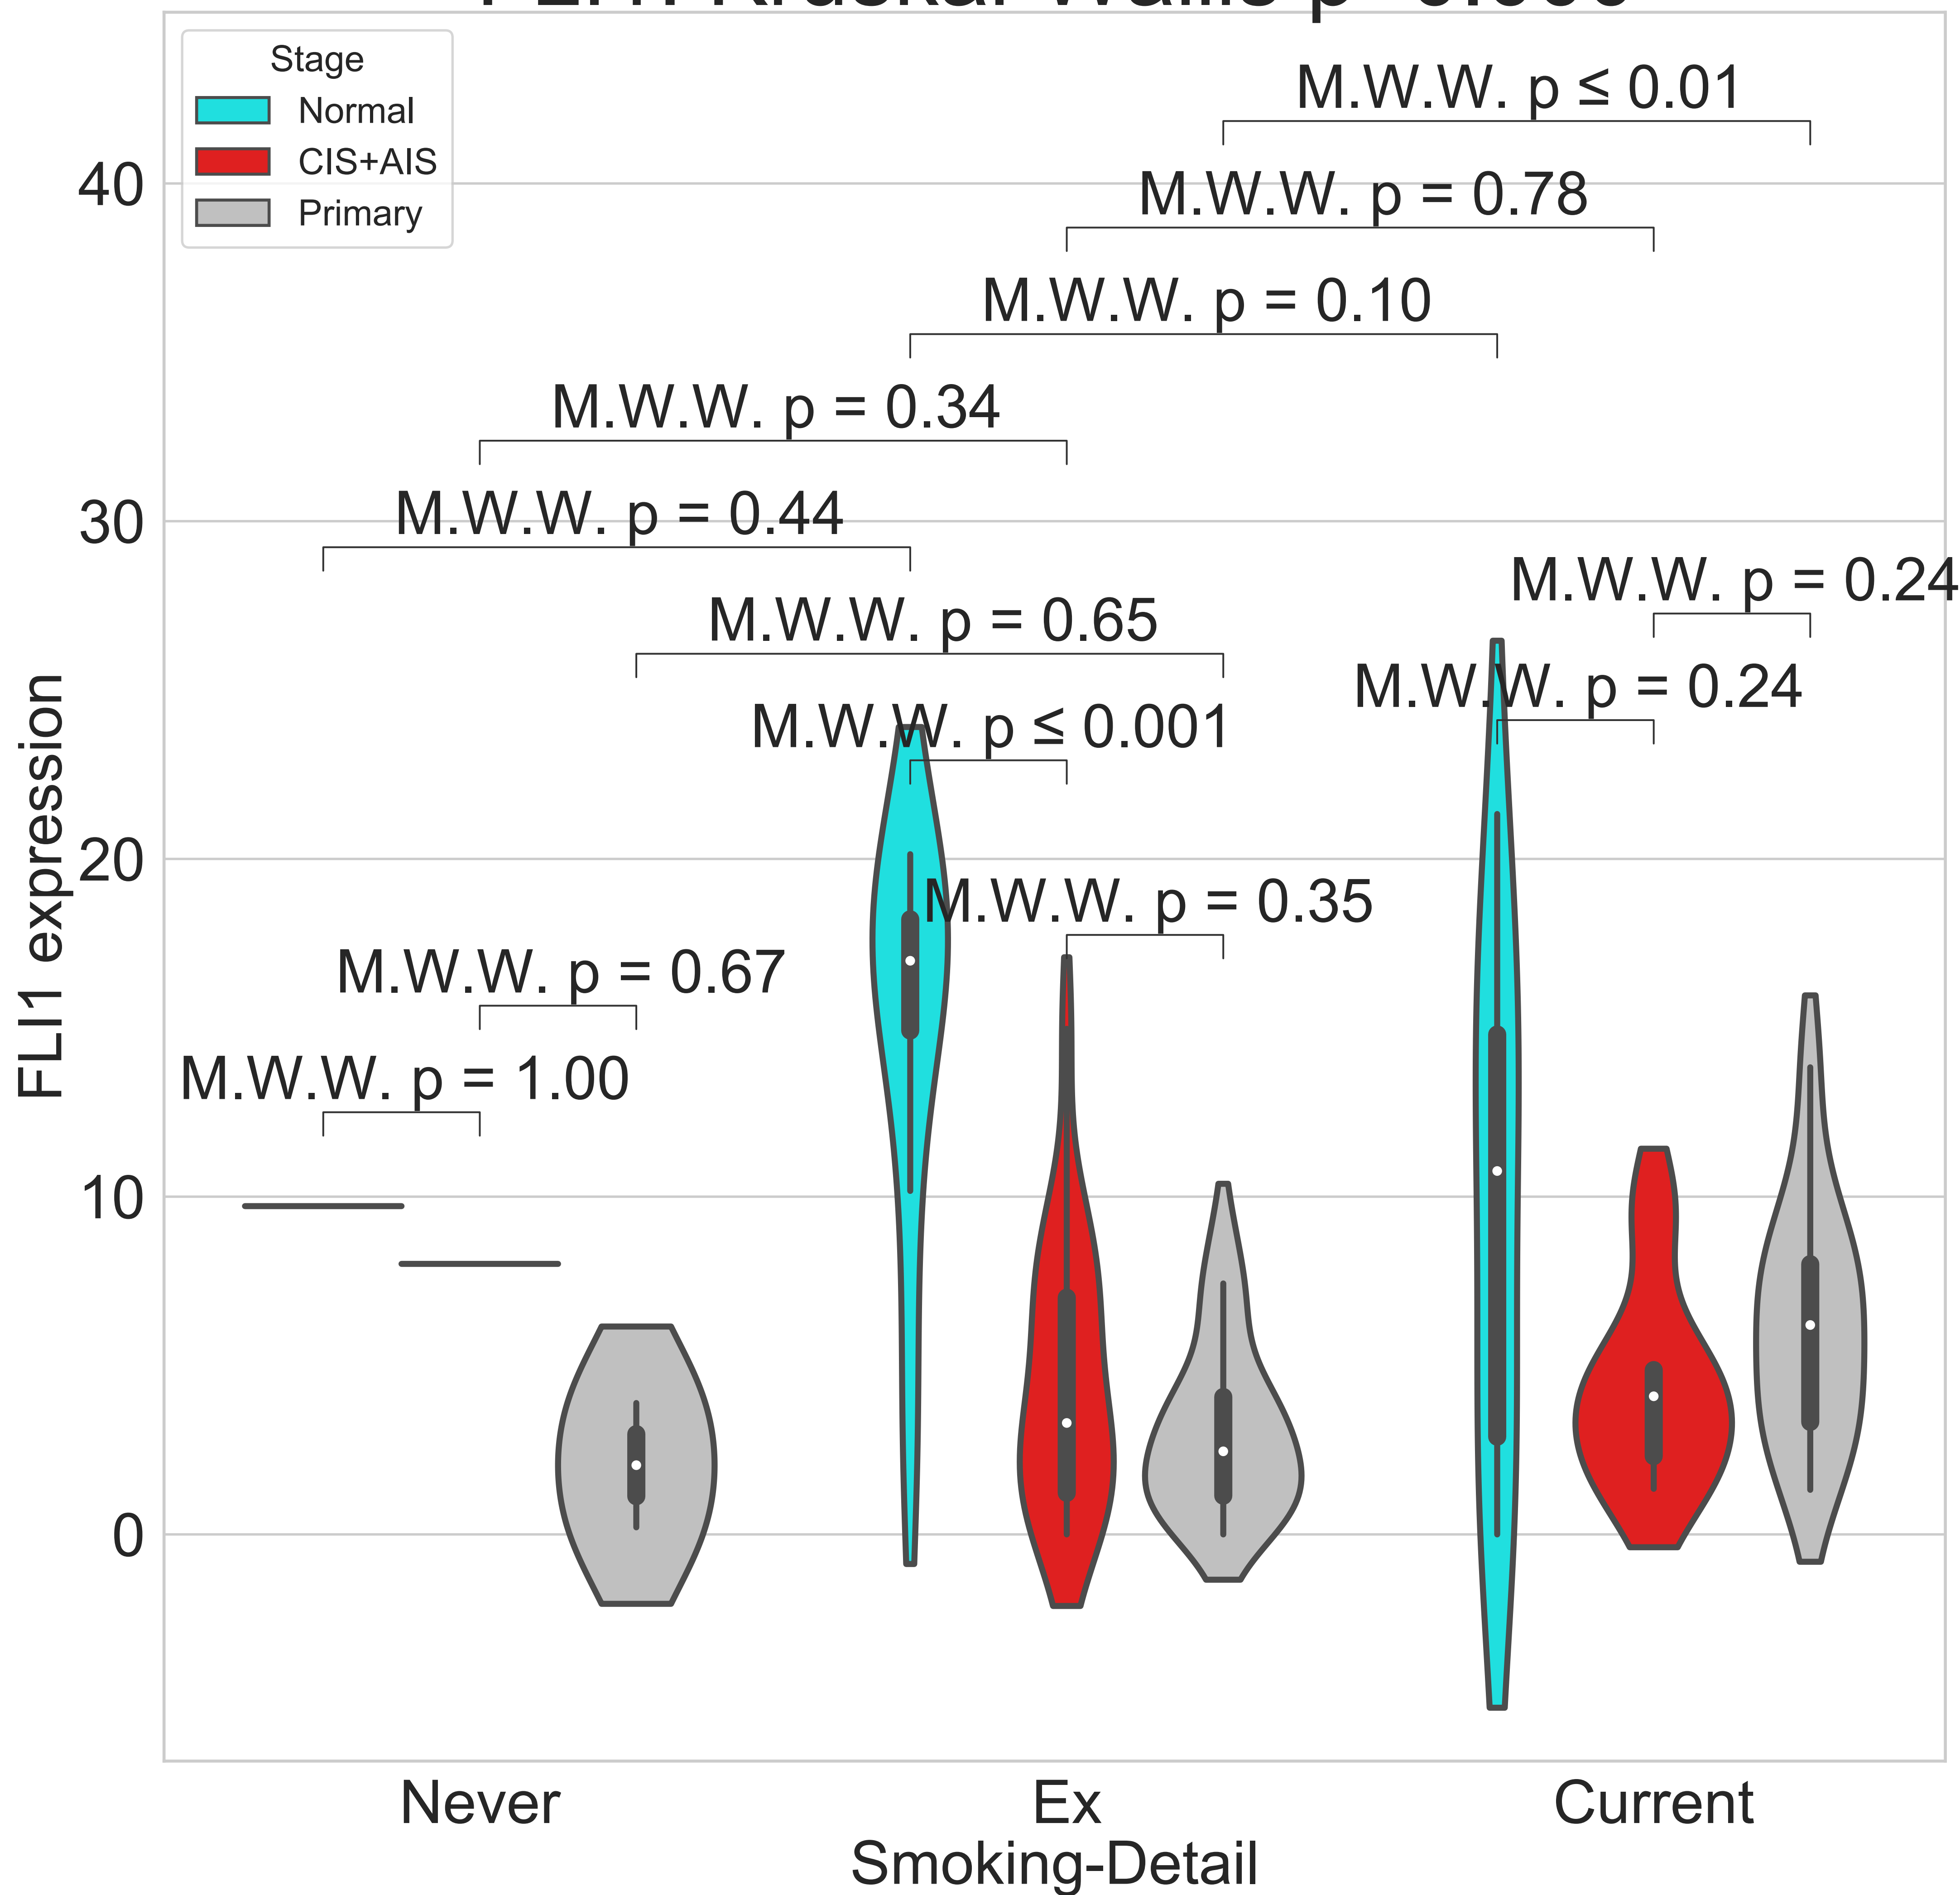 Stage
Normal
CIS+AIS
Primary
M.W.W. p ≤ 0.01
M.W.W. p = 0.78
M.W.W. p = 0.10
M.W.W. p = 0.34
M.W.W. p = 0.44
M.W.W. p = 0.24
M.W.W. p = 0.65
M.W.W. p = 0.24
M.W.W. p ≤ 0.001
M.W.W. p = 0.35
M.W.W. p = 0.67
M.W.W. p = 1.00
40
30
20
10
0
FLI1 expression
Never
Ex
Current
Smoking-Detail